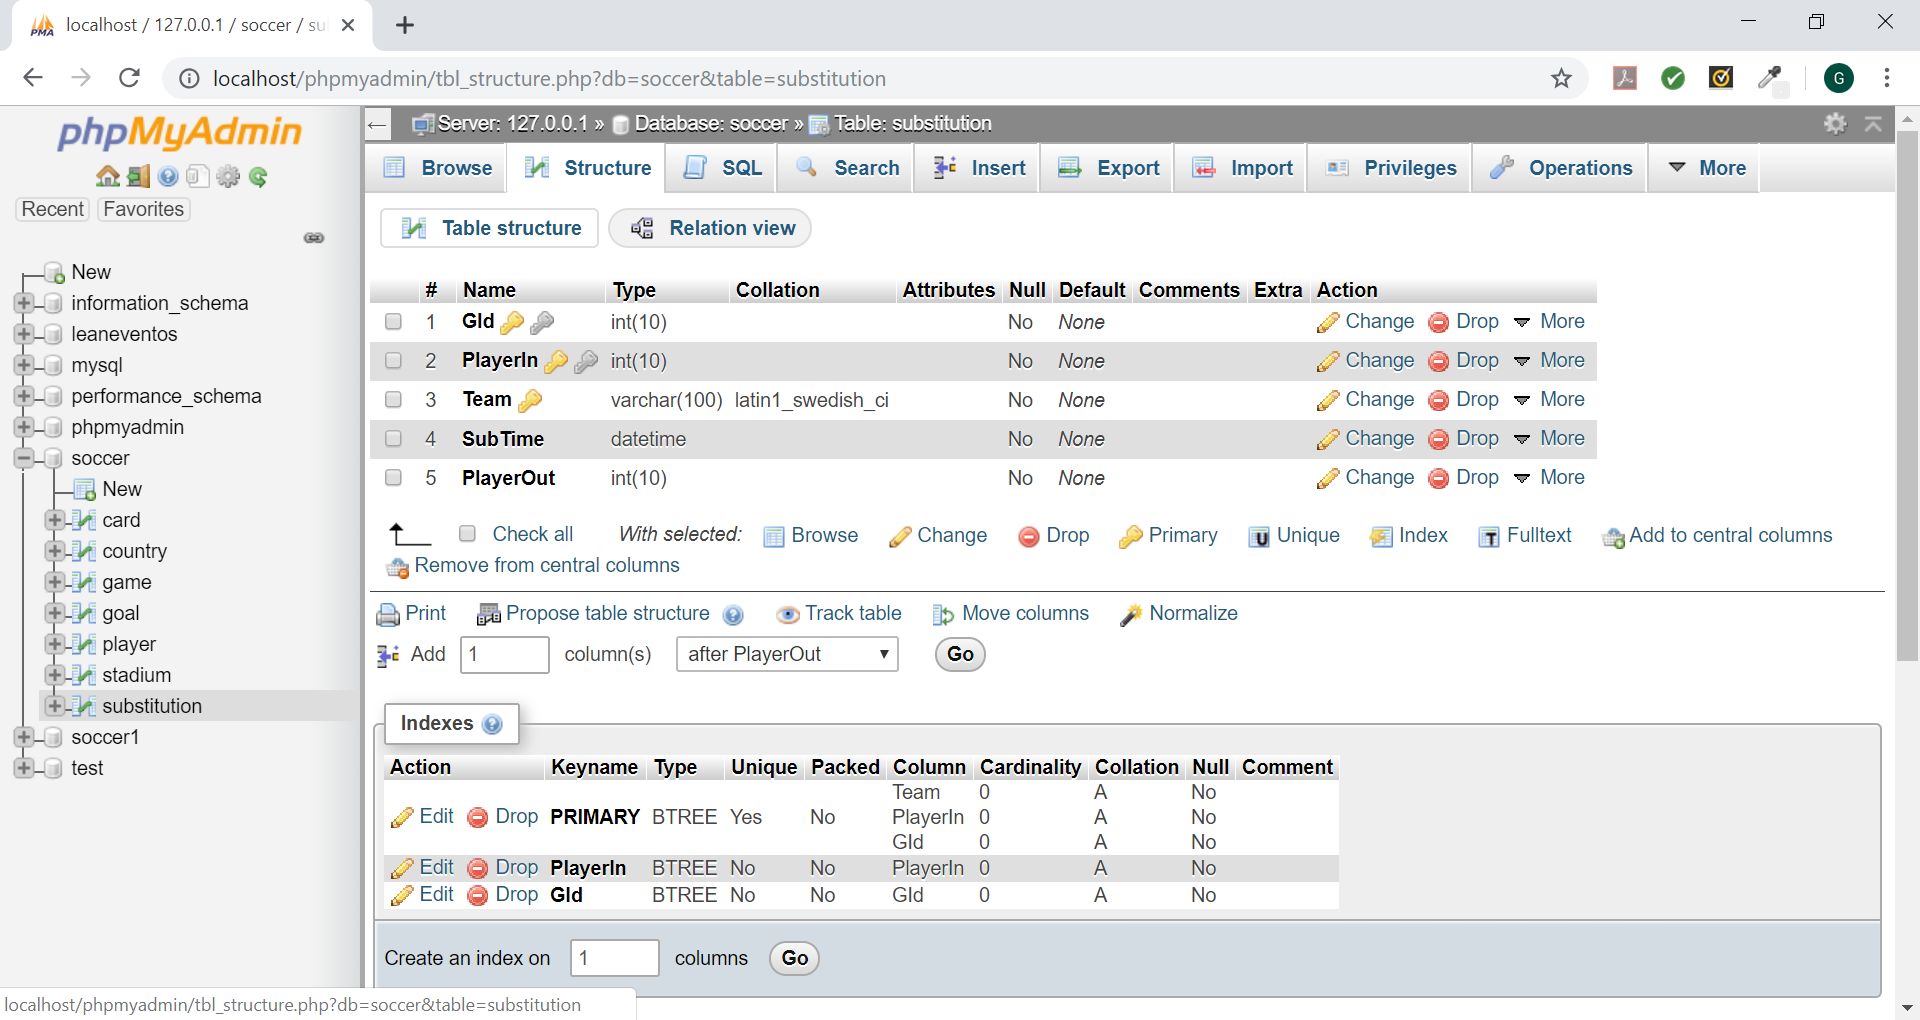 localhost / 127.0.0.1 / soccer / su
localhost/phpmyadmin/tbl_structure.php?db=soccer&table=substitution
G
phpMyAdmin
Recent Favorites
New
information_schema
leaneventos
mysql
performance_schema
phpmyadmin
soccer
New
card
country
game
goal
player
stadium
substitution
soccer1
test
Server: 127.0.0.1 » Database: soccer » Table: substitution
Browse Structure SQL Search Insert Export Import Privileges Operations More
Table structure Relation view
# Name Type Collation Attributes Null Default Comments Extra Action
1 GId int(10) No None Change Drop More
2 PlayerIn int(10) No None Change Drop More
3 Team varchar(100) latin1_swedish_ci No None Change Drop More
4 SubTime datetime No None Change Drop More
5 PlayerOut int(10) No None Change Drop More
Check all With selected: Browse Change Drop Primary Unique Index Fulltext Add to central columns
Remove from central columns
Print Propose table structure Track table Move columns Normalize
Add 1 column(s) after PlayerOut Go
Indexes
Action Keyname Type Unique Packed Column Cardinality Collation Null Comment
Team 0 A No
Edit Drop PRIMARY BTREE Yes No PlayerIn 0 A No
GId 0 A No
Edit Drop PlayerIn BTREE No No PlayerIn 0 A No
Edit Drop GId BTREE No No GId 0 A No
Create an index on 1 columns Go
localhost/phpmyadmin/tbl_structure.php?db=soccer&table=substitution